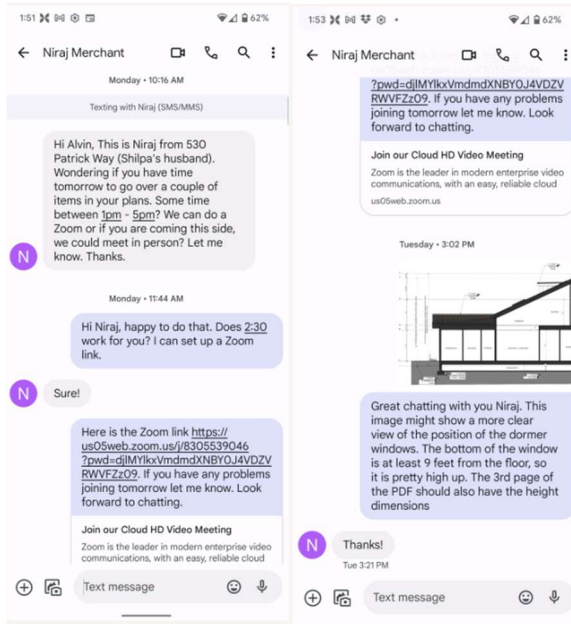 1:51
62%
Niraj Merchant
Monday • 10:16 AM
Texting with Niraj (SMS/MMS)
Hi Alvin, This is Niraj from 530
Patrick Way (Shilpa's husband).
Wondering if you have time
tomorrow to go over a couple of
items in your plans. Some time
between 1pm - 5pm? We can do a
Zoom or if you are coming this side,
we could meet in person? Let me
know. Thanks.
N
Monday • 11:44 AM
Hi Niraj, happy to do that. Does 2:30
work for you? I can set up a Zoom
link.
N
Sure!
Here is the Zoom link https://
us05web.zoom.us/j/8305539046
?pwd=djlMYlkxVmdmdXNBY0J4VDZV
RWVFZz09. If you have any problems
joining tomorrow let me know. Look
forward to chatting.
Join our Cloud HD Video Meeting
Zoom is the leader in modern enterprise video
communications, with an easy, reliable cloud
Text message
1:53
62%
Niraj Merchant
?pwd=djlMYlkxVmdmdXNBY0J4VDZV
RWVFZz09. If you have any problems
joining tomorrow let me know. Look
forward to chatting.
Join our Cloud HD Video Meeting
Zoom is the leader in modern enterprise video
communications, with an easy, reliable cloud
us05web.zoom.us
Tuesday • 3:02 PM
Great chatting with you Niraj. This
image might show a more clear
view of the position of the dormer
windows. The bottom of the window
is at least 9 feet from the floor, so
it is pretty high up. The 3rd page of
the PDF should also have the height
dimensions
N
Thanks!
Tue 3:21 PM
Text message